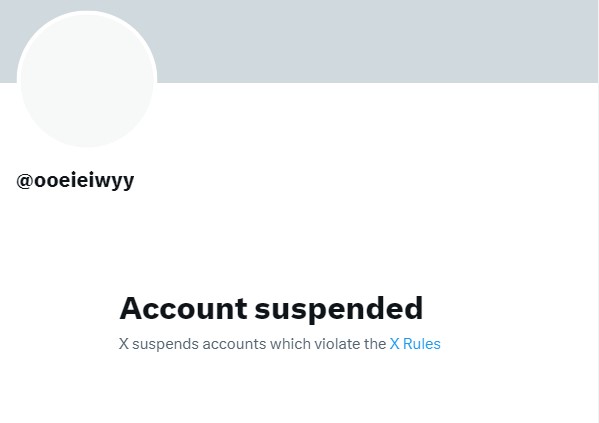 @ooeieiwyy
Account suspended
X suspends accounts which violate the X Rules